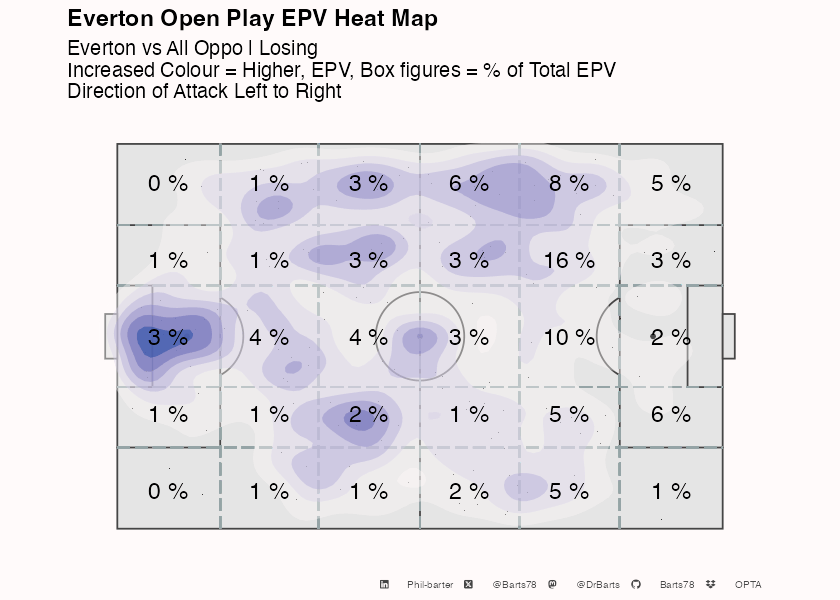 Everton Open Play EPV Heat Map
Everton vs All Oppo | Losing
Increased Colour = Higher, EPV, Box figures = % of Total EPV
Direction of Attack Left to Right
0 % 1 % 3 % 6 % 8 % 5 %
1 % 1 % 3 % 3 % 16 % 3 %
3 % 4 % 4 % 3 % 10 % 2 %
1 % 1 % 2 % 1 % 5 % 6 %
0 % 1 % 1 % 2 % 5 % 1 %
Phil-barter @Barts78 @DrBarts Barts78 OPTA